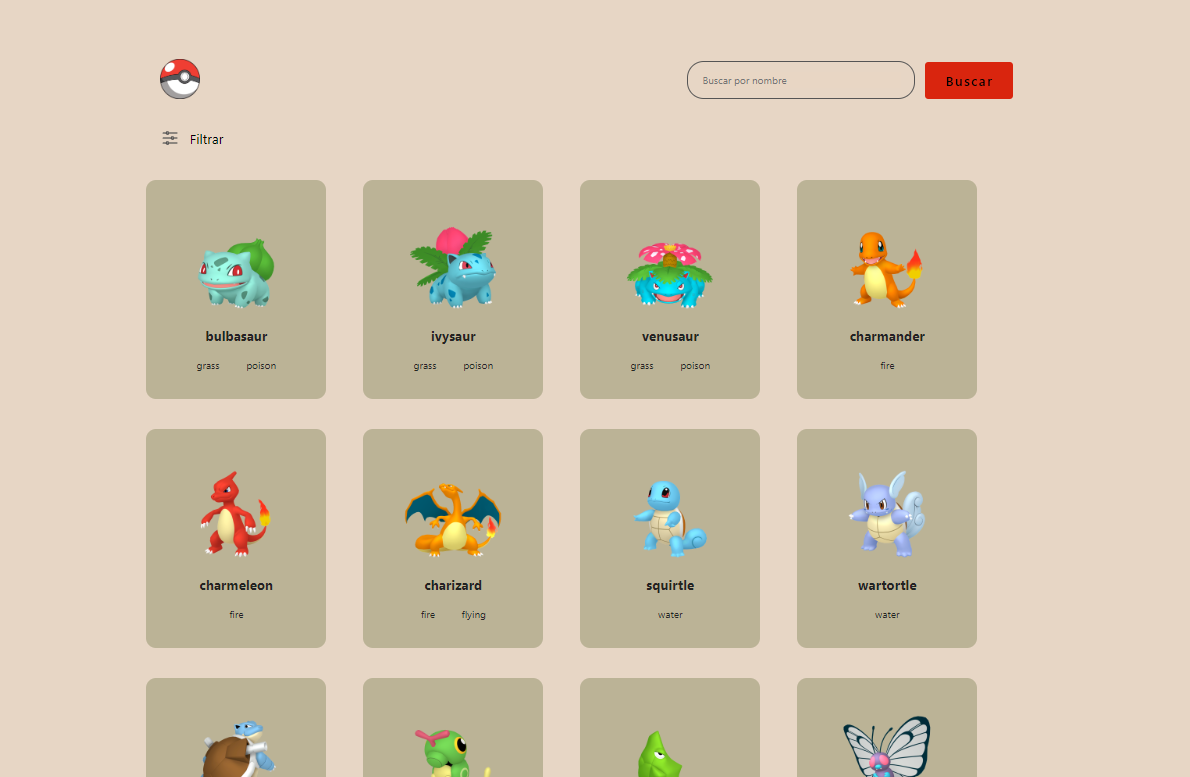 Buscar por nombre
Buscar
Filtrar
bulbasaur
ivysaur
venusaur
charmander
grass poison
grass poison
grass poison
fire
charmeleon
charizard
squirtle
wartortle
fire
fire flying
water
water